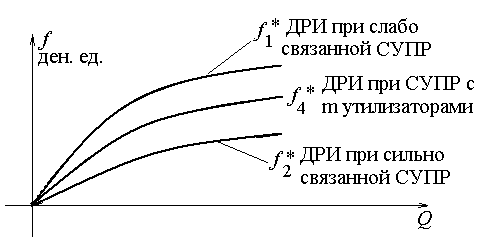 f
ден. ед.
f₁* ДРИ при слабо
связанной СУПР
f₄* ДРИ при СУПР с
m утилизаторами
f₂* ДРИ при сильно
связанной СУПР
Q